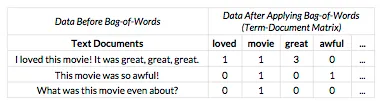 Data Before Bag-of-Words
Data After Applying Bag-of-Words
(Term-Document Matrix)
Text Documents loved movie great awful ...
I loved this movie! It was great, great, great. 1 1 3 0
This movie was so awful! 0 1 0 1 ...
What was this movie even about? 0 1 0 0 ...